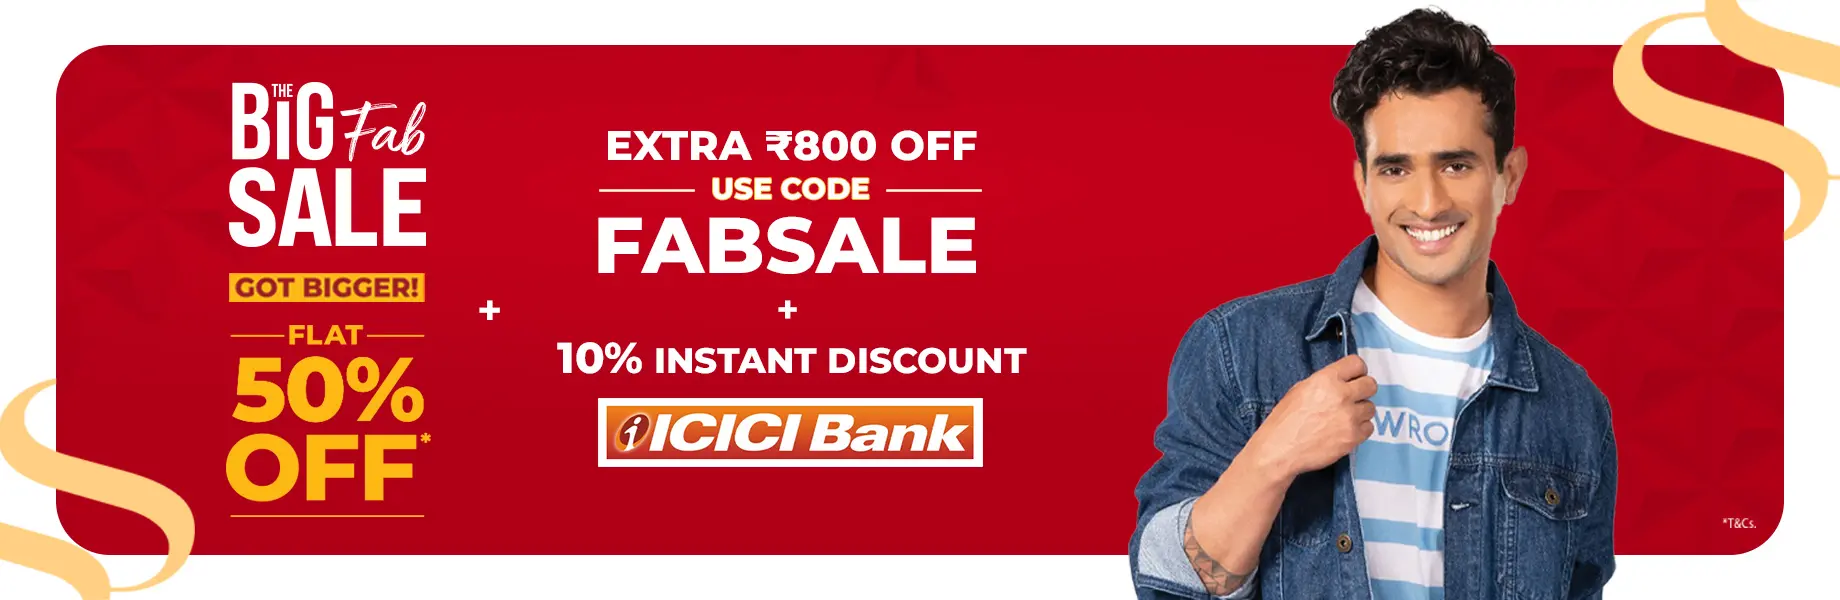 THE
BiG Fab
SALE
GOT BIGGER!
FLAT
50%
OFF*
+
EXTRA ₹800 OFF
USE CODE
FABSALE
+
10% INSTANT DISCOUNT
i ICICI Bank
WRO
*T&Cs.